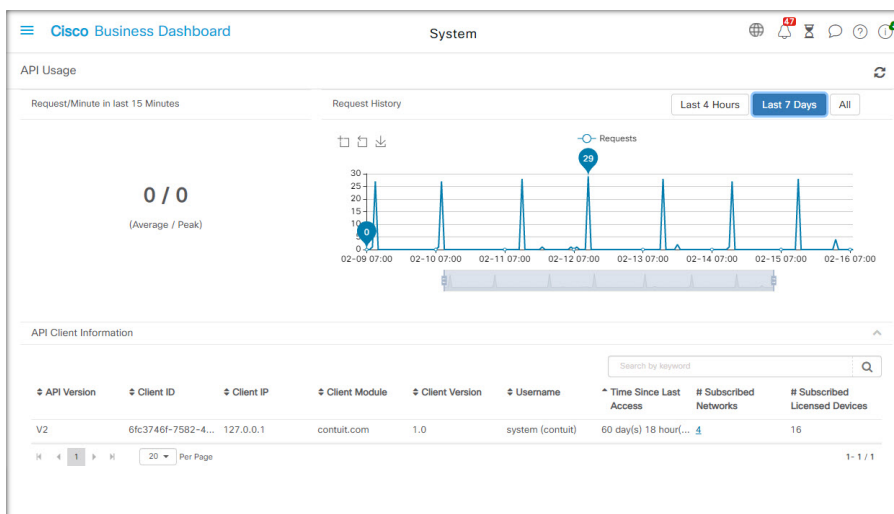 Cisco Business Dashboard
System
47
API Usage
Request/Minute in last 15 Minutes
Request History
Last 4 Hours
Last 7 Days
All
Requests
0 / 0
(Average / Peak)
29
0
30
25
20
15
10
5
0
02-09 07:00
02-10 07:00
02-11 07:00
02-12 07:00
02-13 07:00
02-14 07:00
02-15 07:00
02-16 07:00
API Client Information
Search by keyword
API Version
Client ID
Client IP
Client Module
Client Version
Username
Time Since Last
Access
# Subscribed
Networks
# Subscribed
Licensed Devices
V2
6fc3746f-7582-4...
127.0.0.1
contuit.com
1.0
system (contuit)
60 day(s) 18 hour(...
4
16
1
20
Per Page
1- 1 / 1